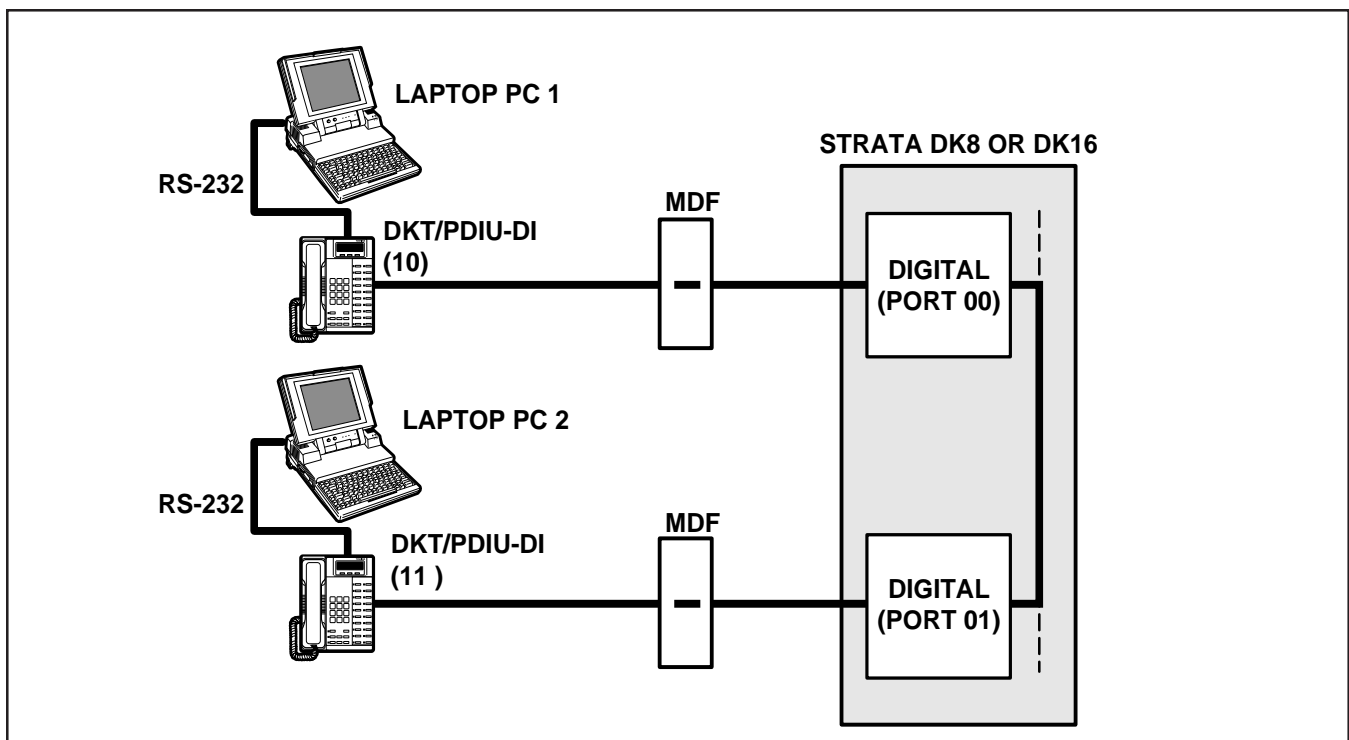 LAPTOP PC 1
STRATA DK8 OR DK16
RS-232
MDF
DKT/PDIU-DI
(10)
DIGITAL
(PORT 00)
LAPTOP PC 2
RS-232
MDF
DKT/PDIU-DI
(11 )
DIGITAL
(PORT 01)